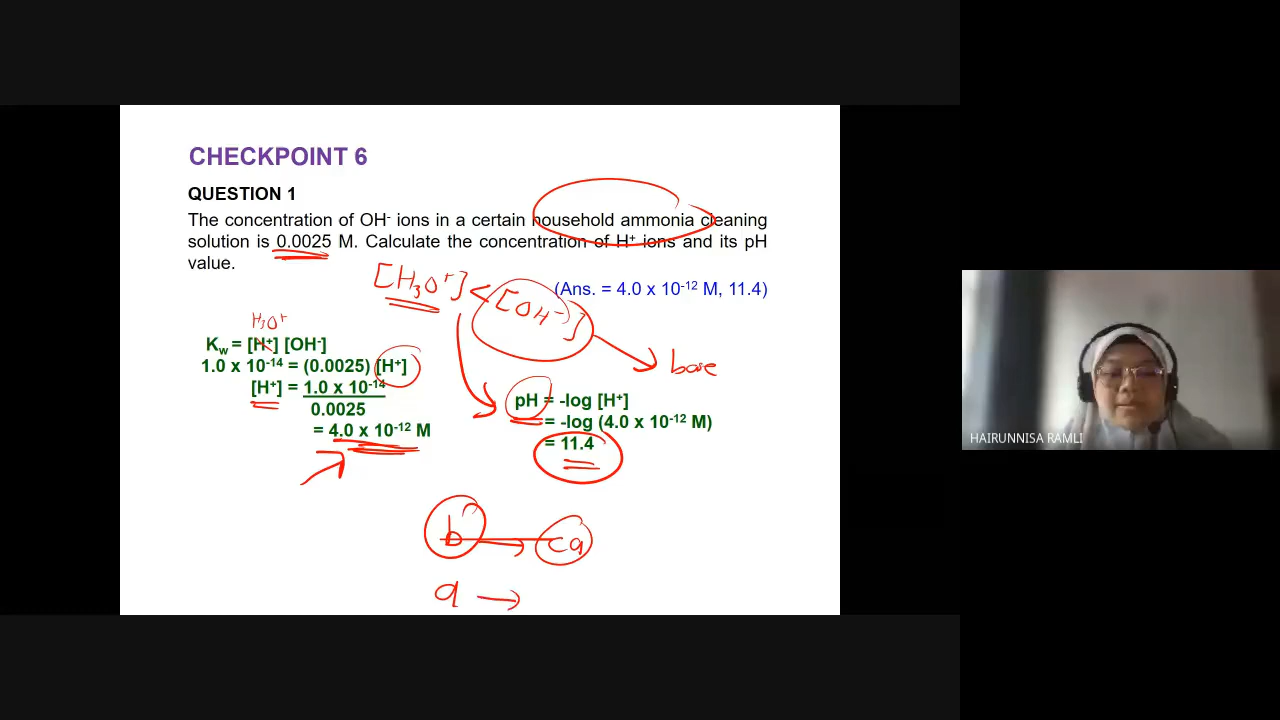 CHECKPOINT 6
QUESTION 1
The concentration of OH⁻ ions in a certain household ammonia cleaning
solution is 0.0025 M. Calculate the concentration of H⁺ ions and its pH
value.
[H₃O⁺] < [OH⁻]
(Ans. = 4.0 x 10⁻¹² M, 11.4)
H₃O⁺
K_w = [H⁺] [OH⁻]
1.0 x 10⁻¹⁴ = (0.0025) [H⁺]
base
[H⁺] = 1.0 x 10⁻¹⁴
0.0025
= 4.0 x 10⁻¹² M
pH = -log [H⁺]
= -log (4.0 x 10⁻¹² M)
= 11.4
HAIRUNNISA RAMLI
b → ca
a →